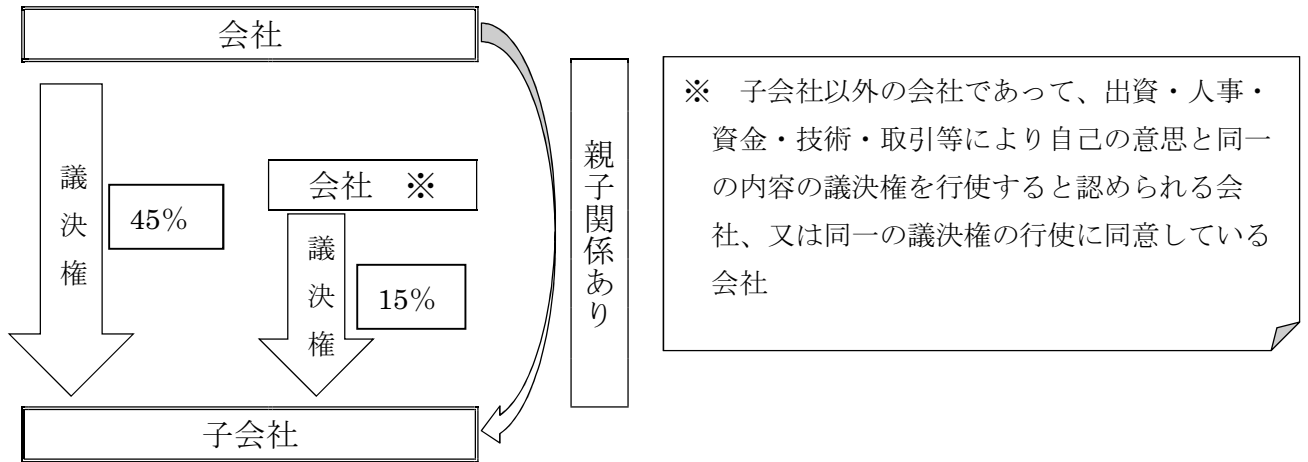 会社
議決権
45%
会社　※
議決権
15%
子会社
親子関係あり
※　子会社以外の会社であって、出資・人事・
資金・技術・取引等により自己の意思と同一
の内容の議決権を行使すると認められる会
社、又は同一の議決権の行使に同意している
会社